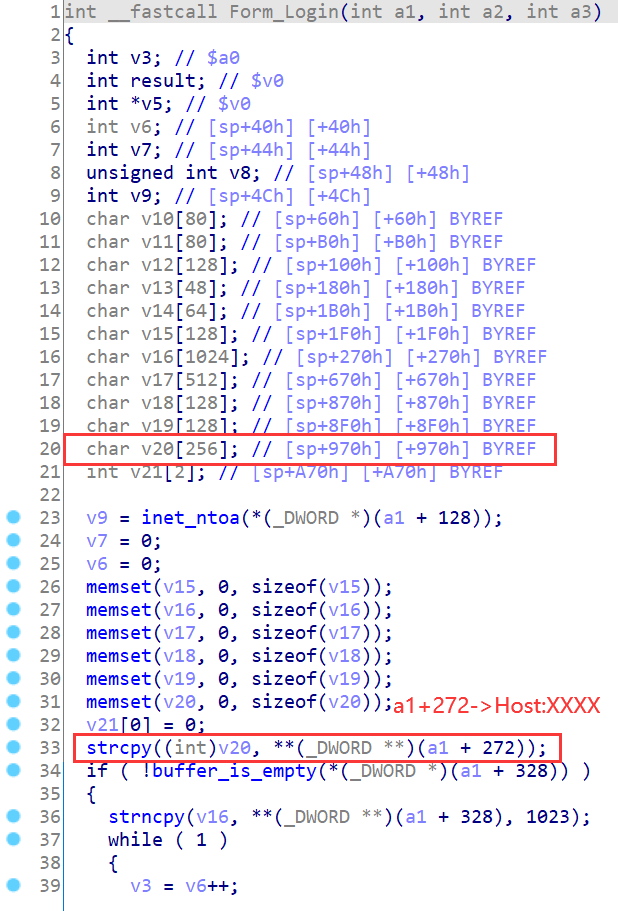 1 int __fastcall Form_Login(int a1, int a2, int a3)
2 {
3 int v3; // $a0
4 int result; // $v0
5 int *v5; // $v0
6 int v6; // [sp+40h] [+40h]
7 int v7; // [sp+44h] [+44h]
8 unsigned int v8; // [sp+48h] [+48h]
9 int v9; // [sp+4Ch] [+4Ch]
10 char v10[80]; // [sp+60h] [+60h] BYREF
11 char v11[80]; // [sp+B0h] [+B0h] BYREF
12 char v12[128]; // [sp+100h] [+100h] BYREF
13 char v13[48]; // [sp+180h] [+180h] BYREF
14 char v14[64]; // [sp+1B0h] [+1B0h] BYREF
15 char v15[128]; // [sp+1F0h] [+1F0h] BYREF
16 char v16[1024]; // [sp+270h] [+270h] BYREF
17 char v17[512]; // [sp+670h] [+670h] BYREF
18 char v18[128]; // [sp+870h] [+870h] BYREF
19 char v19[128]; // [sp+8F0h] [+8F0h] BYREF
20 char v20[256]; // [sp+970h] [+970h] BYREF
21 int v21[2]; // [sp+A70h] [+A70h] BYREF
22
23 v9 = inet_ntoa(*(_DWORD *)(a1 + 128));
24 v7 = 0;
25 v6 = 0;
26 memset(v15, 0, sizeof(v15));
27 memset(v16, 0, sizeof(v16));
28 memset(v17, 0, sizeof(v17));
29 memset(v18, 0, sizeof(v18));
30 memset(v19, 0, sizeof(v19));
31 memset(v20, 0, sizeof(v20)); a1+272->Host:XXXX
32 v21[0] = 0;
33 strcpy((int)v20, **(_DWORD **)(a1 + 272));
34 if ( !buffer_is_empty(*(_DWORD *)(a1 + 328)) )
35 {
36 strncpy(v16, **(_DWORD **)(a1 + 328), 1023);
37 while ( 1 )
38 {
39 v3 = v6++;